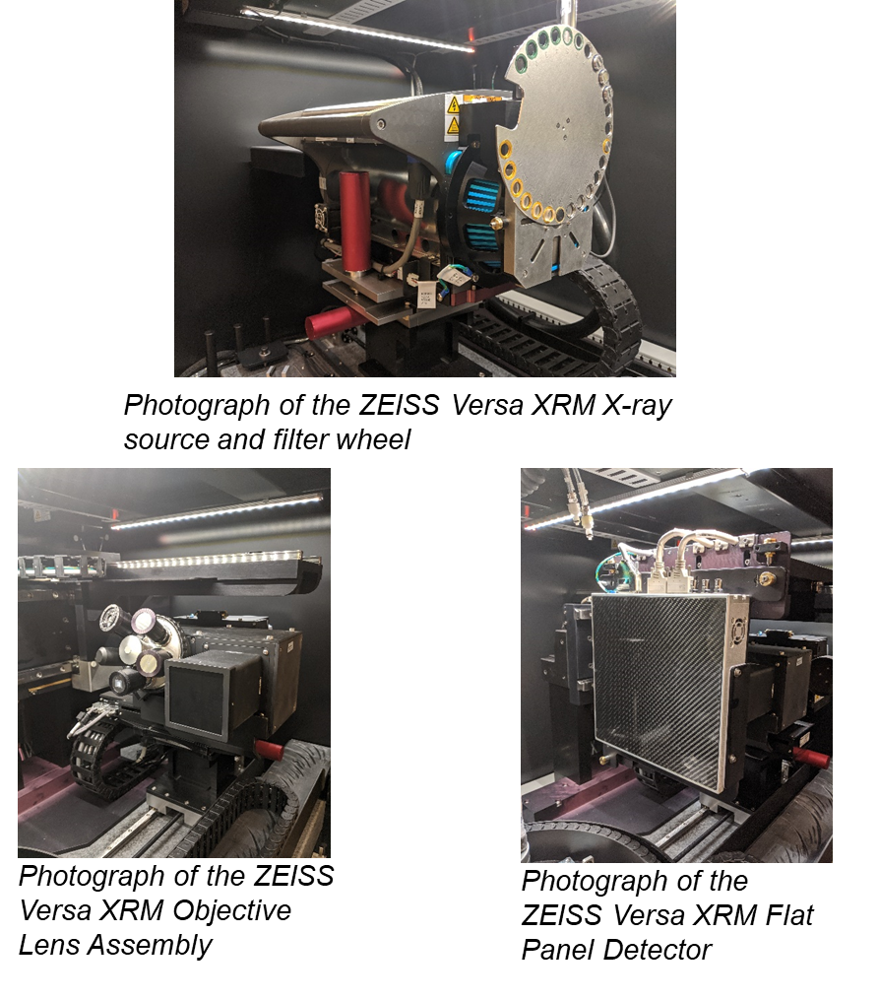 Photograph of the ZEISS Versa XRM X-ray
source and filter wheel
Photograph of the ZEISS
Versa XRM Objective
Lens Assembly
Photograph of the
ZEISS Versa XRM Flat
Panel Detector